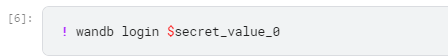 [6]:
! wandb login $secret_value_0